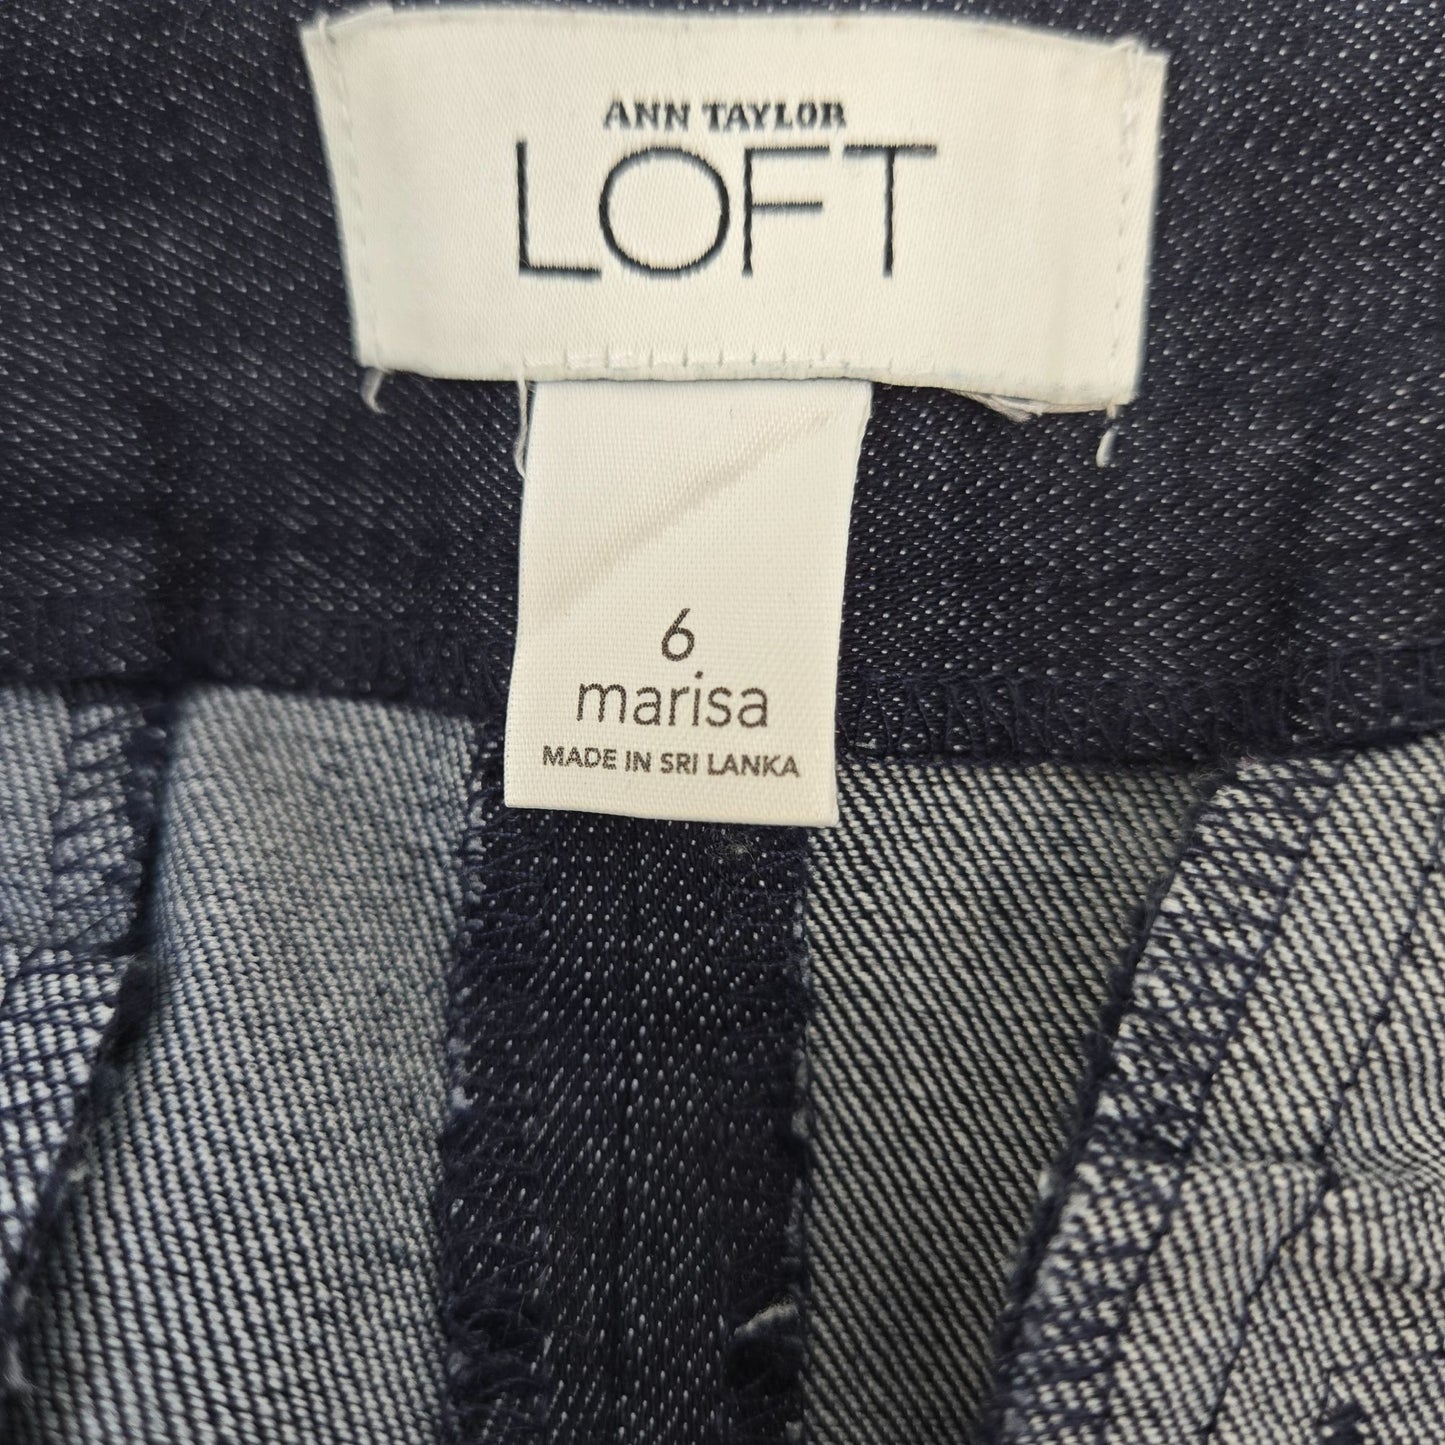 ANN TAYLOR
LOFT
6
marisa
MADE IN SRI LANKA